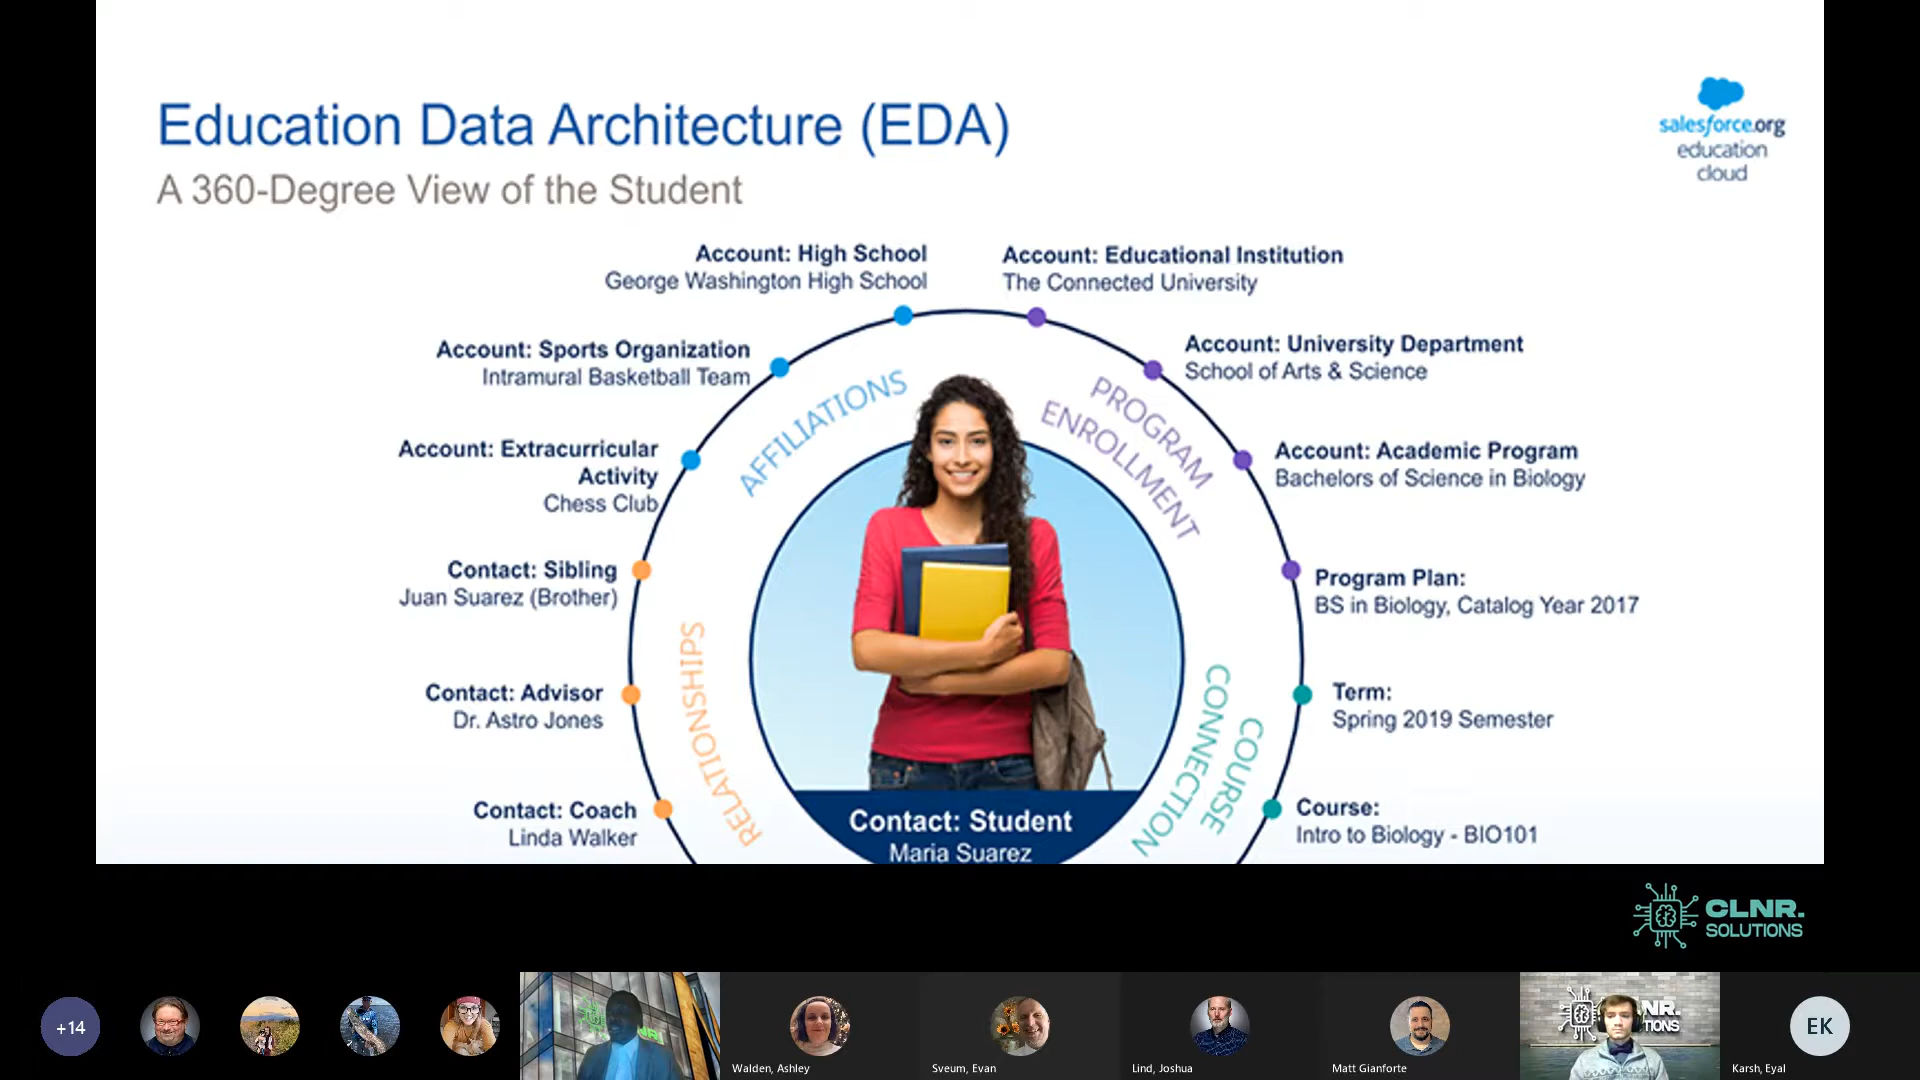 Education Data Architecture (EDA)
A 360-Degree View of the Student
salesforce.org
education
cloud
Account: High School
George Washington High School
Account: Educational Institution
The Connected University
Account: Sports Organization
Intramural Basketball Team
Account: University Department
School of Arts & Science
Account: Extracurricular
Activity
Chess Club
Account: Academic Program
Bachelors of Science in Biology
Contact: Sibling
Juan Suarez (Brother)
Program Plan:
BS in Biology, Catalog Year 2017
Contact: Advisor
Dr. Astro Jones
Term:
Spring 2019 Semester
Contact: Coach
Linda Walker
Course:
Intro to Biology - BIO101
AFFILIATIONS
PROGRAM
ENROLLMENT
RELATIONSHIPS
COURSE
CONNECTION
Contact: Student
Maria Suarez
CLNR.
SOLUTIONS
+14
Walden, Ashley
Sveum, Evan
Lind, Joshua
Matt Gianforte
NR.
TIONS
EK
Karsh, Eyal